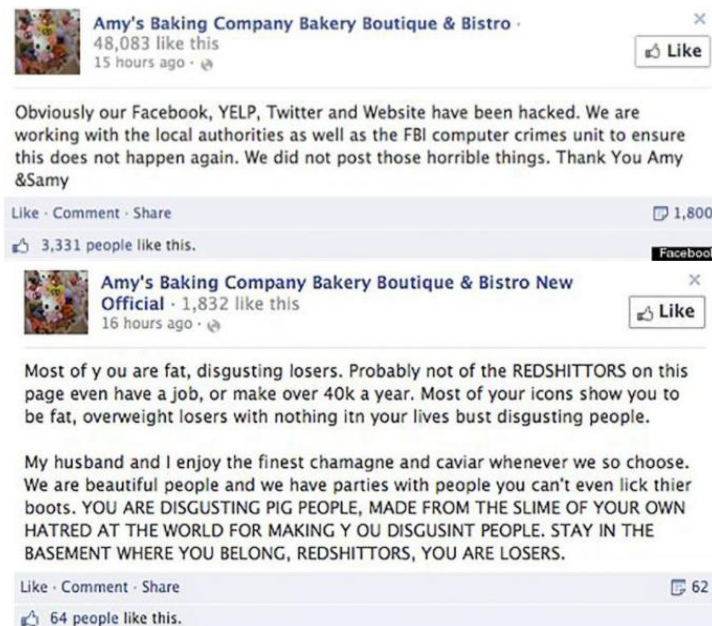 Amy's Baking Company Bakery Boutique & Bistro ·
48,083 like this
15 hours ago ·
Like
Obviously our Facebook, YELP, Twitter and Website have been hacked. We are
working with the local authorities as well as the FBI computer crimes unit to ensure
this does not happen again. We did not post those horrible things. Thank You Amy
&Samy
Like · Comment · Share
1,800
3,331 people like this.
Facebook
Amy's Baking Company Bakery Boutique & Bistro New
Official · 1,832 like this
16 hours ago ·
Like
Most of y ou are fat, disgusting losers. Probably not of the REDSHITTORS on this
page even have a job, or make over 40k a year. Most of your icons show you to
be fat, overweight losers with nothing itn your lives bust disgusting people.
My husband and I enjoy the finest chamagne and caviar whenever we so choose.
We are beautiful people and we have parties with people you can't even lick thier
boots. YOU ARE DISGUSTING PIG PEOPLE, MADE FROM THE SLIME OF YOUR OWN
HATRED AT THE WORLD FOR MAKING Y OU DISGUSINT PEOPLE. STAY IN THE
BASEMENT WHERE YOU BELONG, REDSHITTORS, YOU ARE LOSERS.
Like · Comment · Share
62
64 people like this.